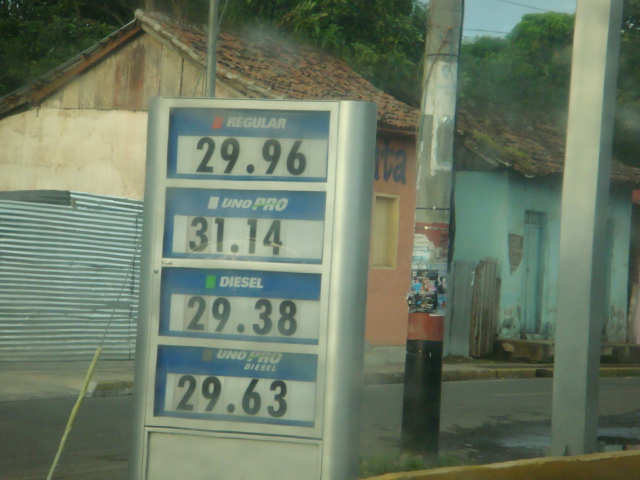 REGULAR
29.96
UNO PRO
31.14
DIESEL
29.38
UNO PRO
DIESEL
29.63